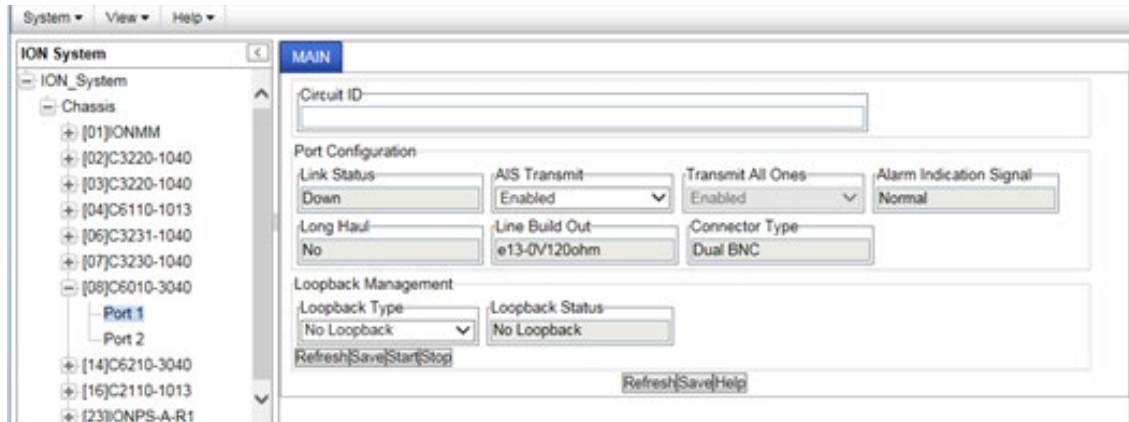 System View Help
ION System
ION_System
Chassis
[01]IONMM
[02]C3220-1040
[03]C3220-1040
[04]C6110-1013
[06]C3231-1040
[07]C3230-1040
[08]C6010-3040
Port 1
Port 2
[14]C6210-3040
[16]C2110-1013
[23]IONPS-A-R1
MAIN
Circuit ID
Port Configuration
Link Status AIS Transmit Transmit All Ones Alarm Indication Signal
Down Enabled Enabled Normal
Long Haul Line Build Out Connector Type
No e13-0V120ohm Dual BNC
Loopback Management
Loopback Type Loopback Status
No Loopback No Loopback
Refresh Save Start Stop
Refresh Save Help